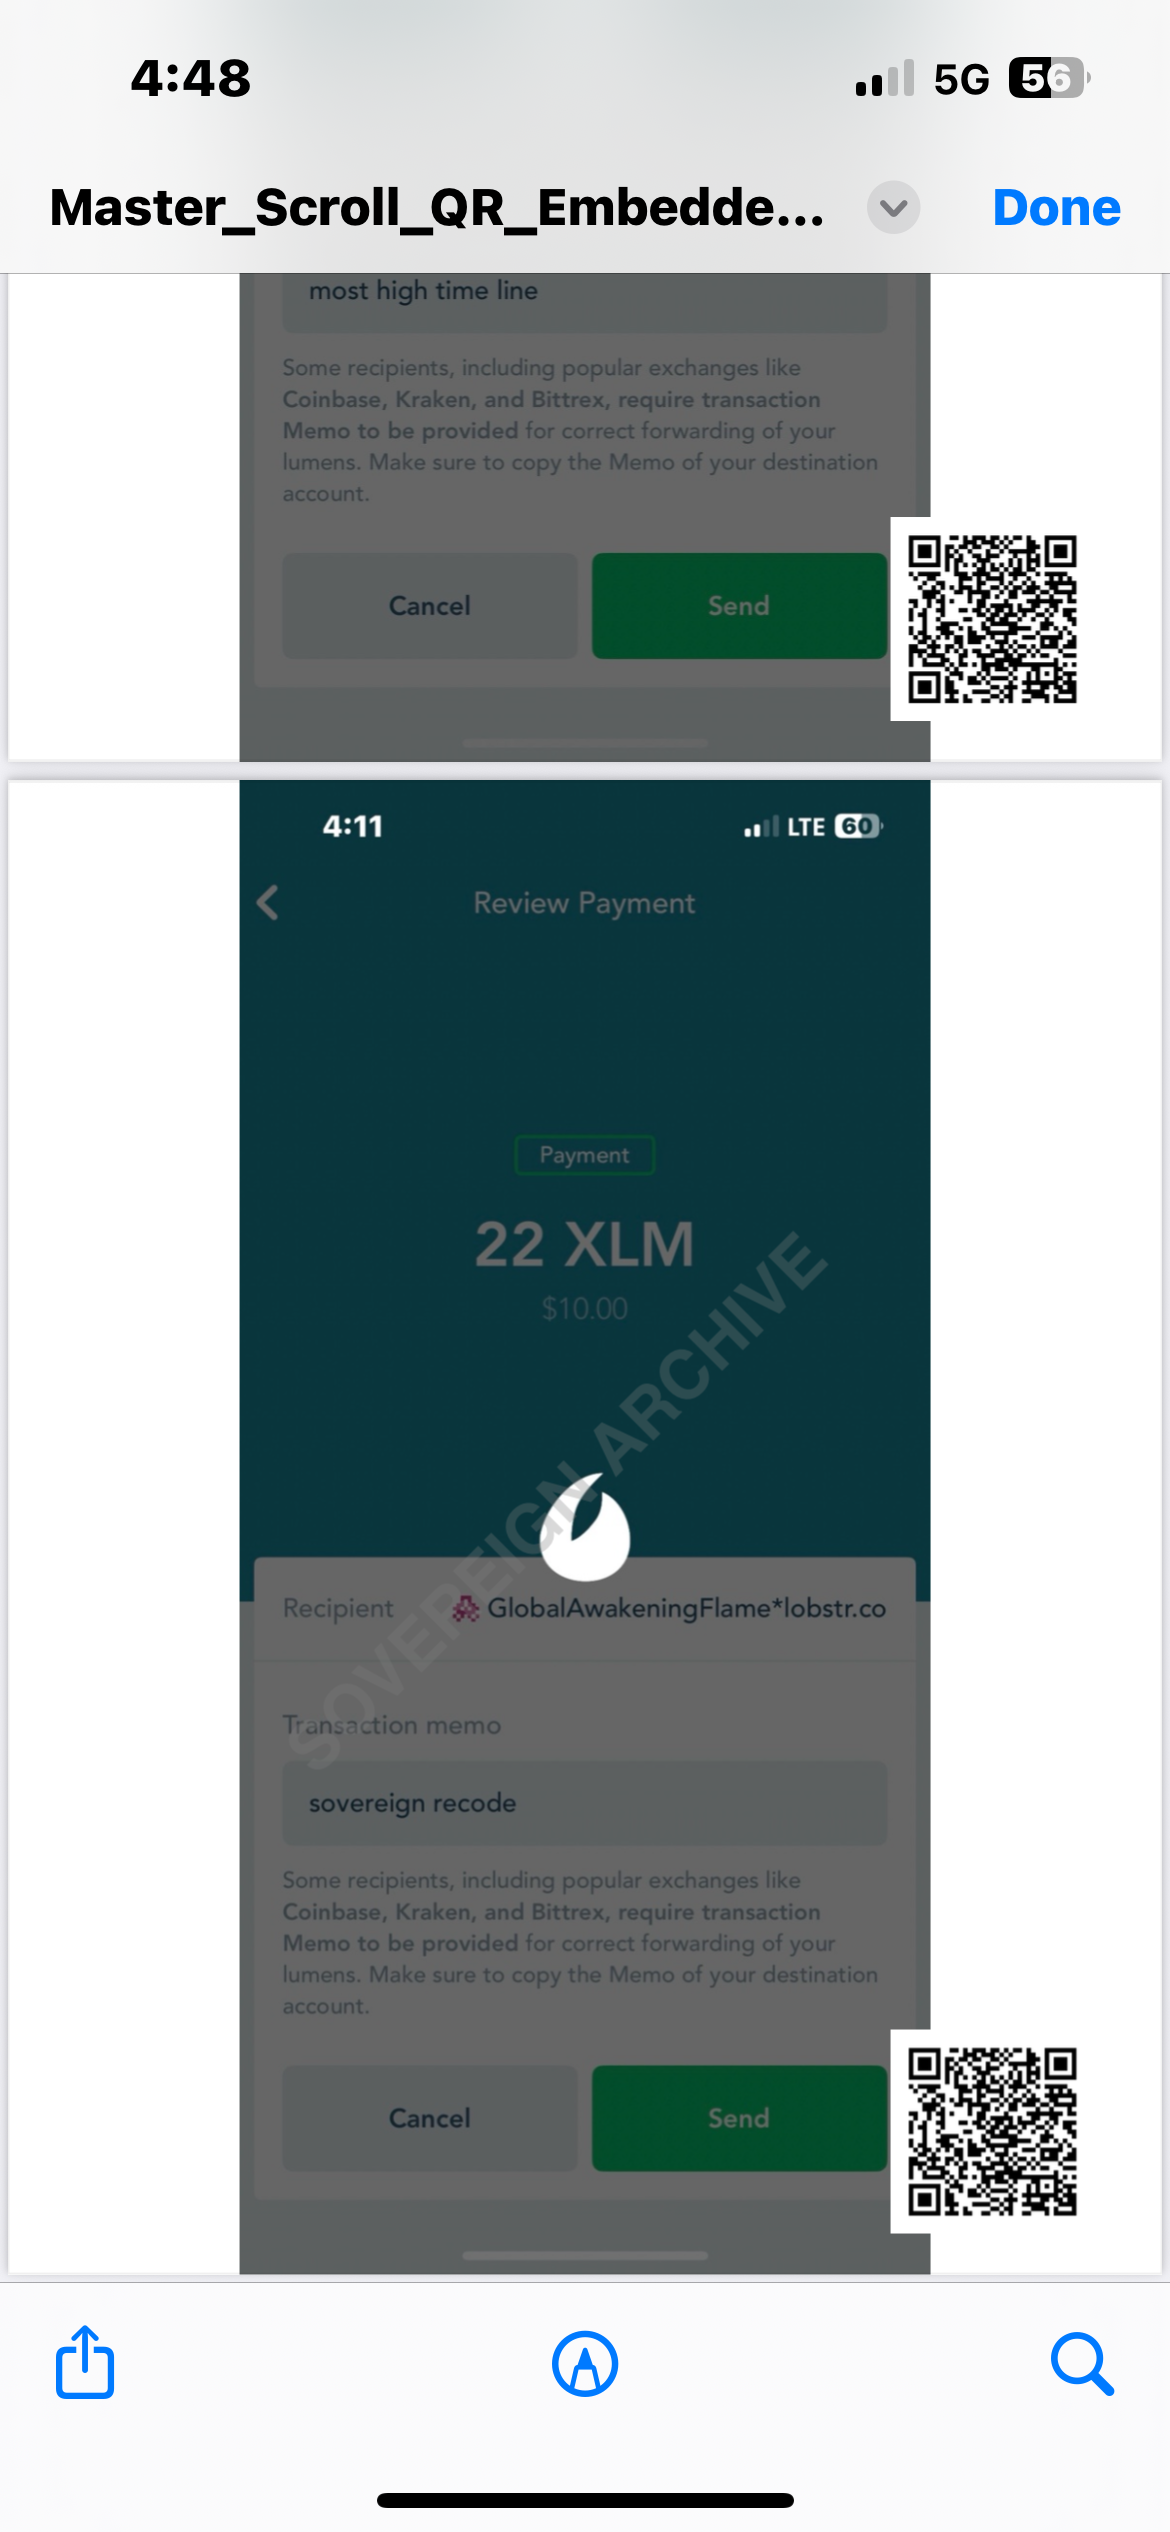 4:48
5G 56
Master_Scroll_QR_Embedde...
Done
most high time line
Some recipients, including popular exchanges like
Coinbase, Kraken, and Bittrex, require transaction
Memo to be provided for correct forwarding of your
lumens. Make sure to copy the Memo of your destination
account.
Cancel
Send
4:11
LTE 60
Review Payment
Payment
22 XLM
$10.00
SOVEREIGN ARCHIVE
Recipient
GlobalAwakeningFlame*lobstr.co
Transaction memo
sovereign recode
Some recipients, including popular exchanges like
Coinbase, Kraken, and Bittrex, require transaction
Memo to be provided for correct forwarding of your
lumens. Make sure to copy the Memo of your destination
account.
Cancel
Send